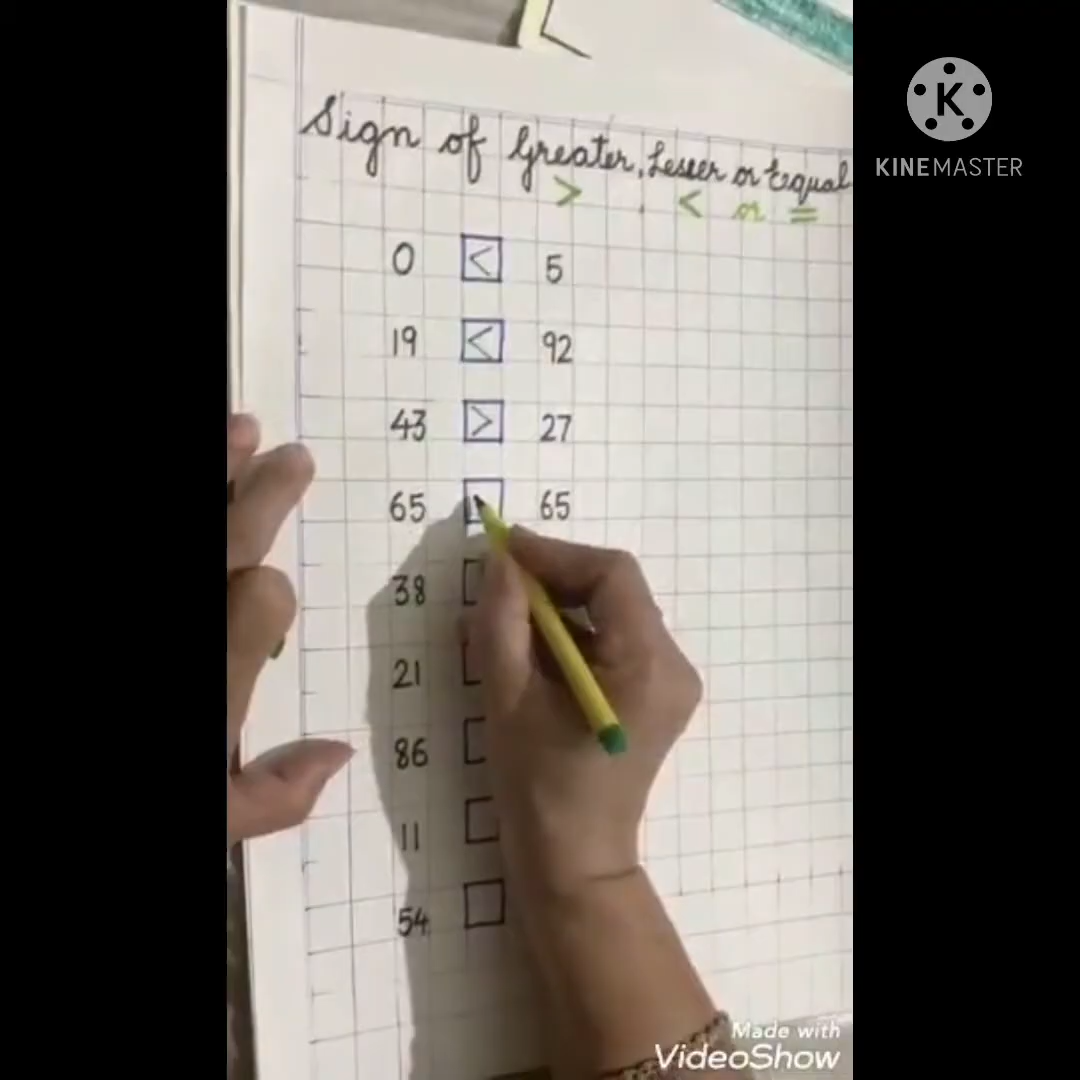 Sign of Greater, Lesser or Equal
> , < or =
0 < 5
19 < 92
43 > 27
65 65
38
21
86
11
54
K
KINEMASTER
Made with
VideoShow